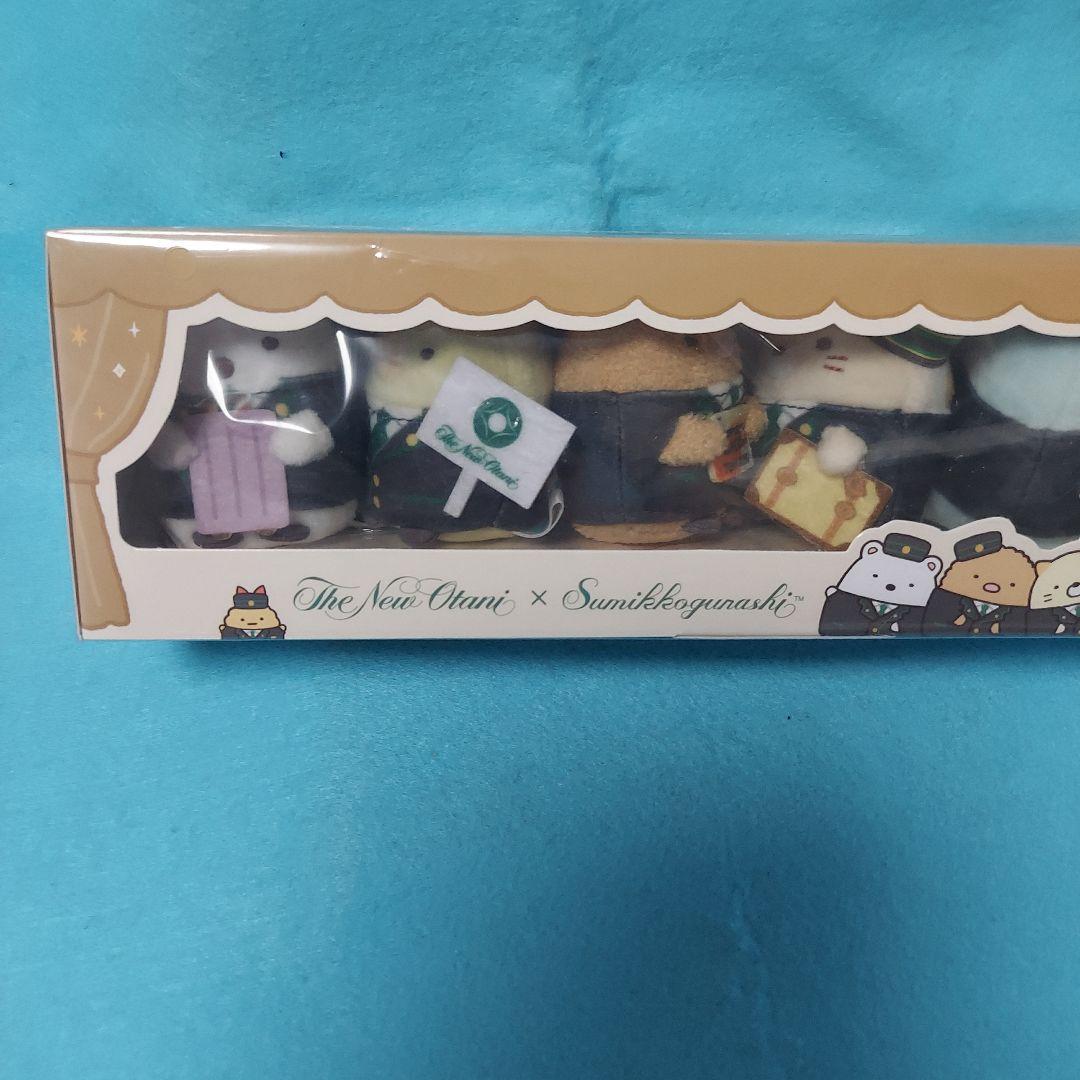 The New Otani
The New Otani × Sumikkogurashi™